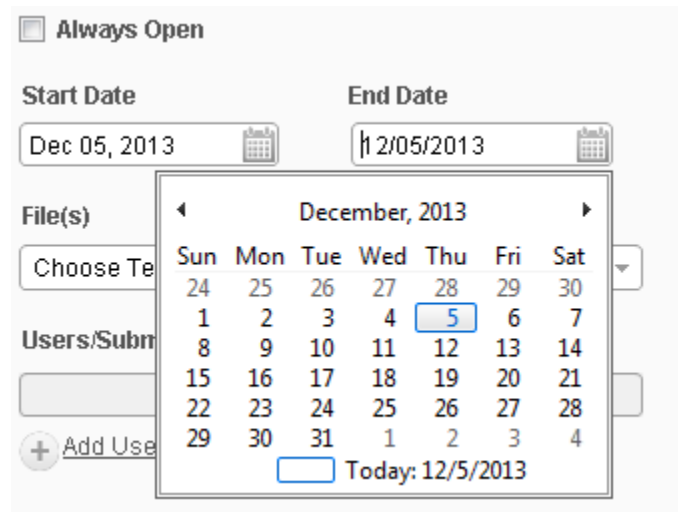 Always Open
Start Date End Date
Dec 05, 2013 12/05/2013
File(s)
Choose Te
Users/Subm
Add Use
December, 2013
Sun Mon Tue Wed Thu Fri Sat
24 25 26 27 28 29 30
1 2 3 4 5 6 7
8 9 10 11 12 13 14
15 16 17 18 19 20 21
22 23 24 25 26 27 28
29 30 31 1 2 3 4
Today: 12/5/2013